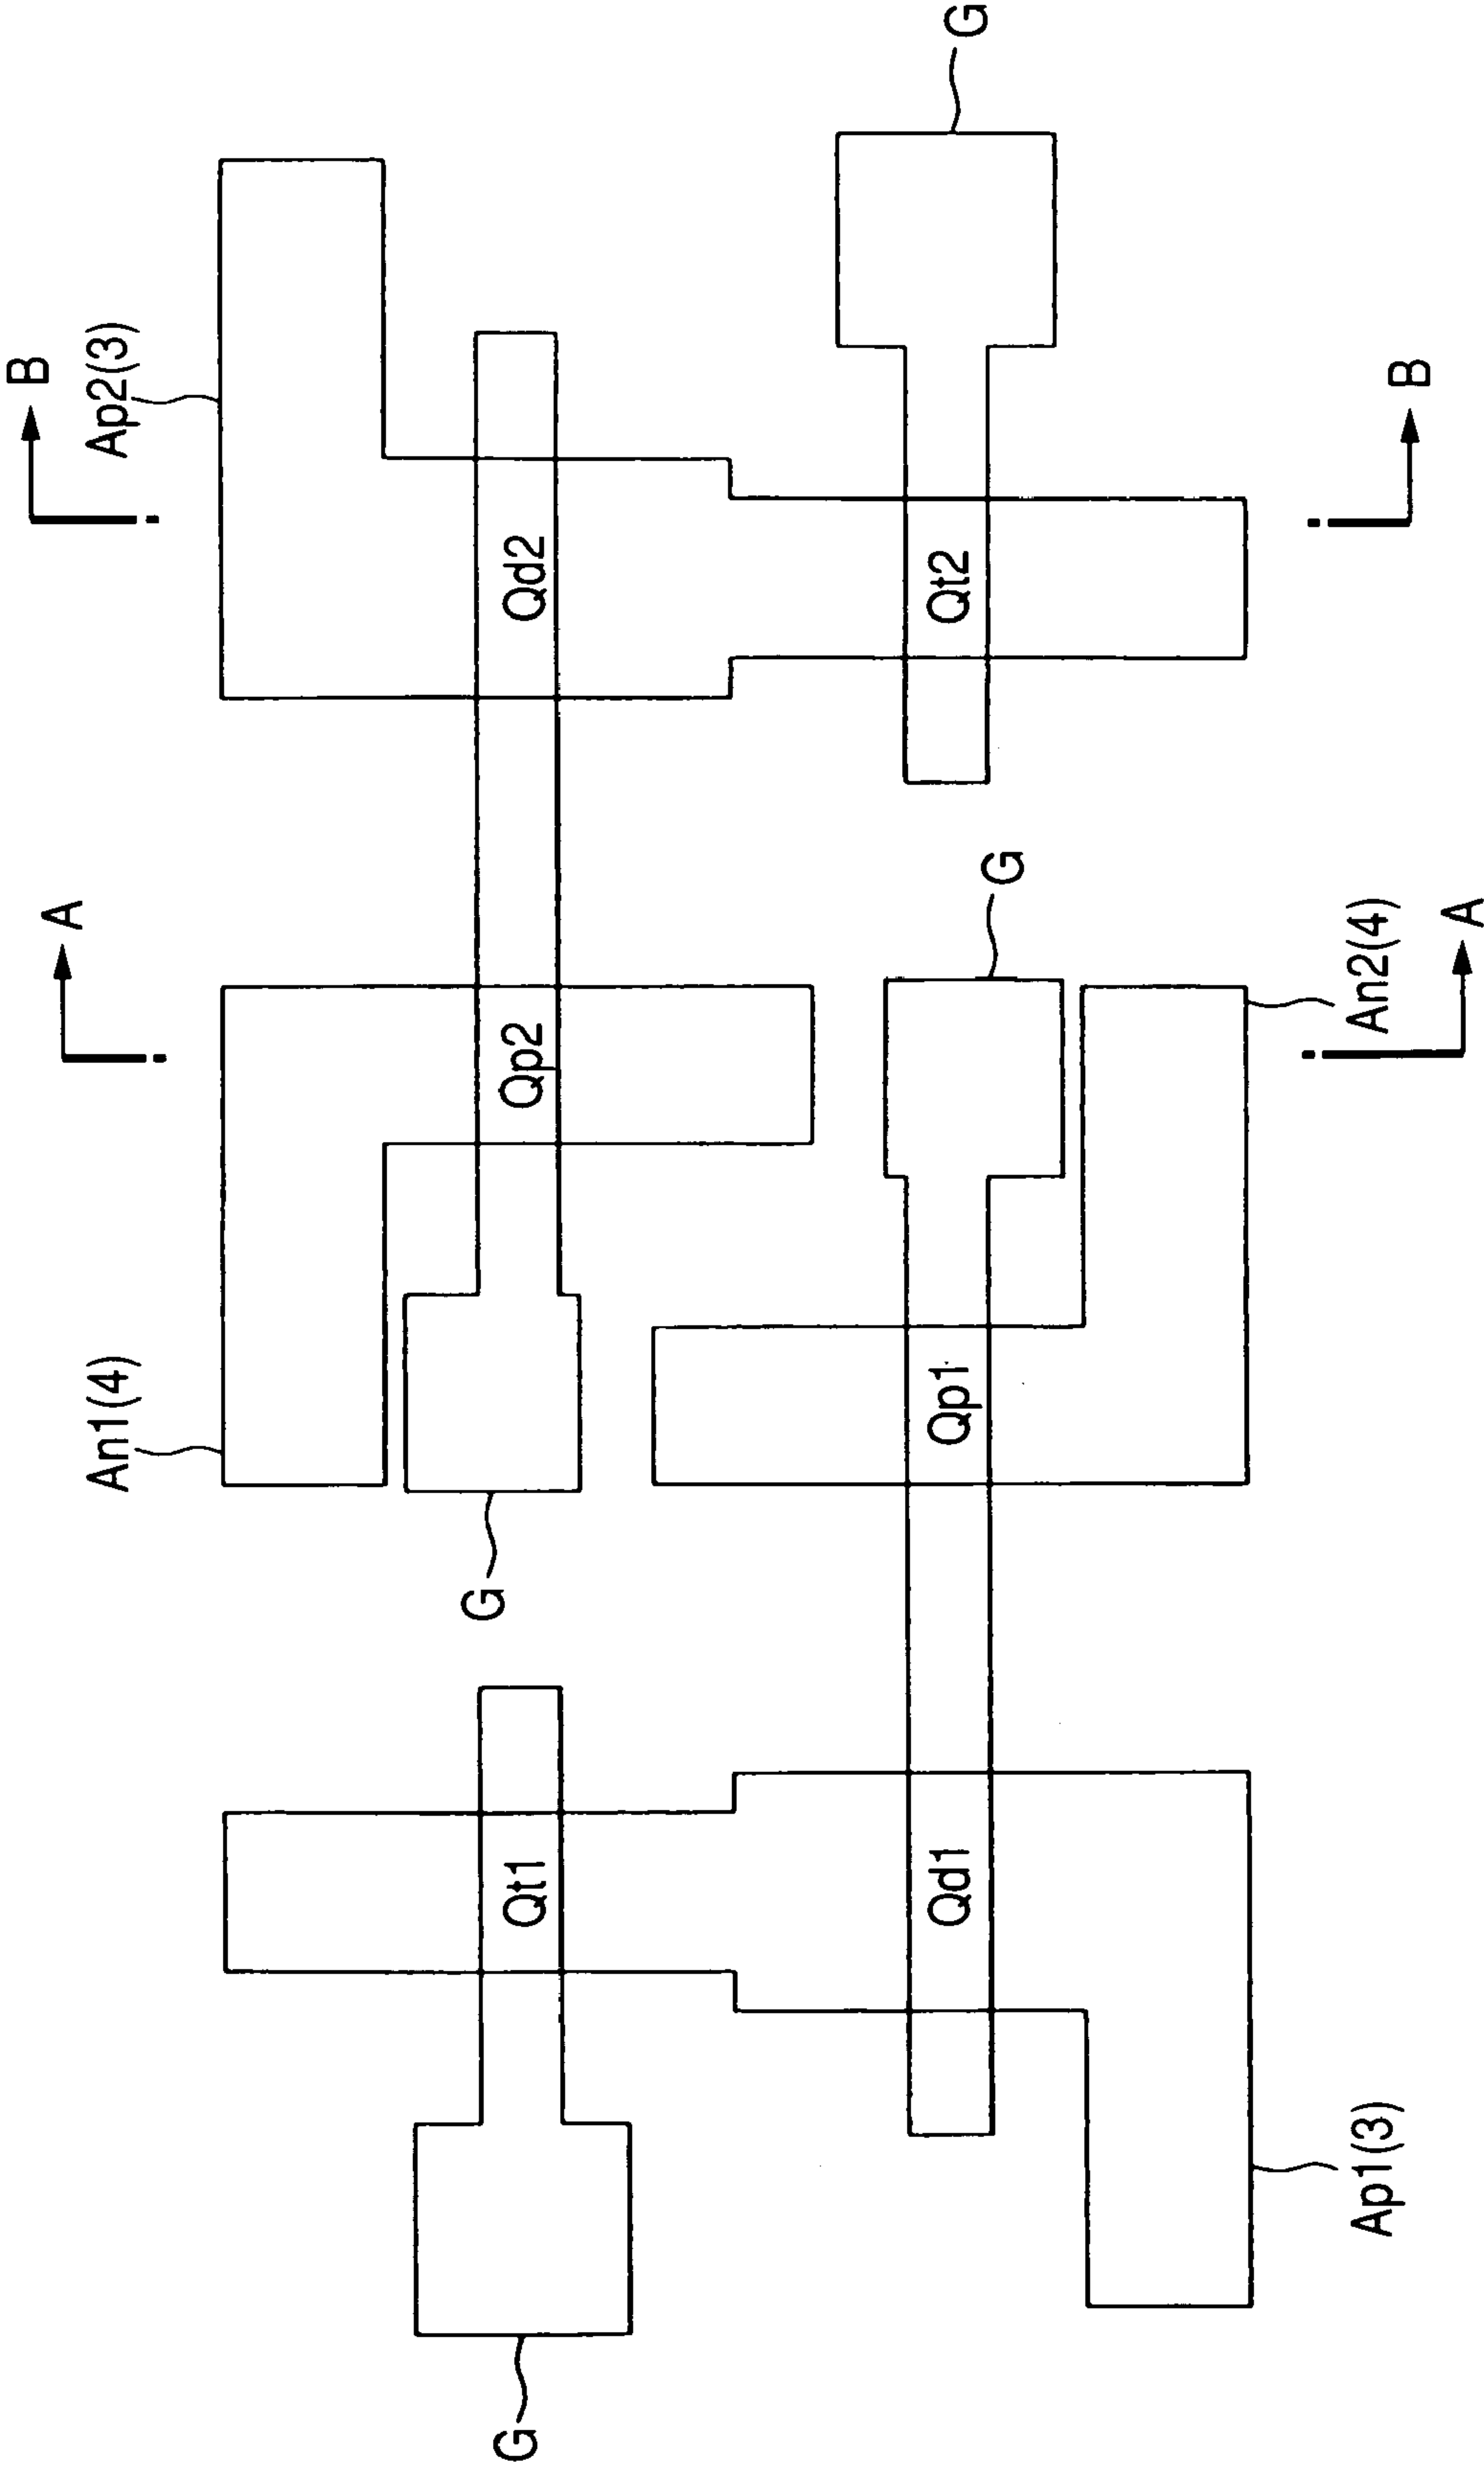 B
A
An1(4)
Ap2(3)
G
Qt1
G
Qp2
Qd2
Qd1
Qp1
G
Qt2
G
Ap1(3)
An2(4)
B
A